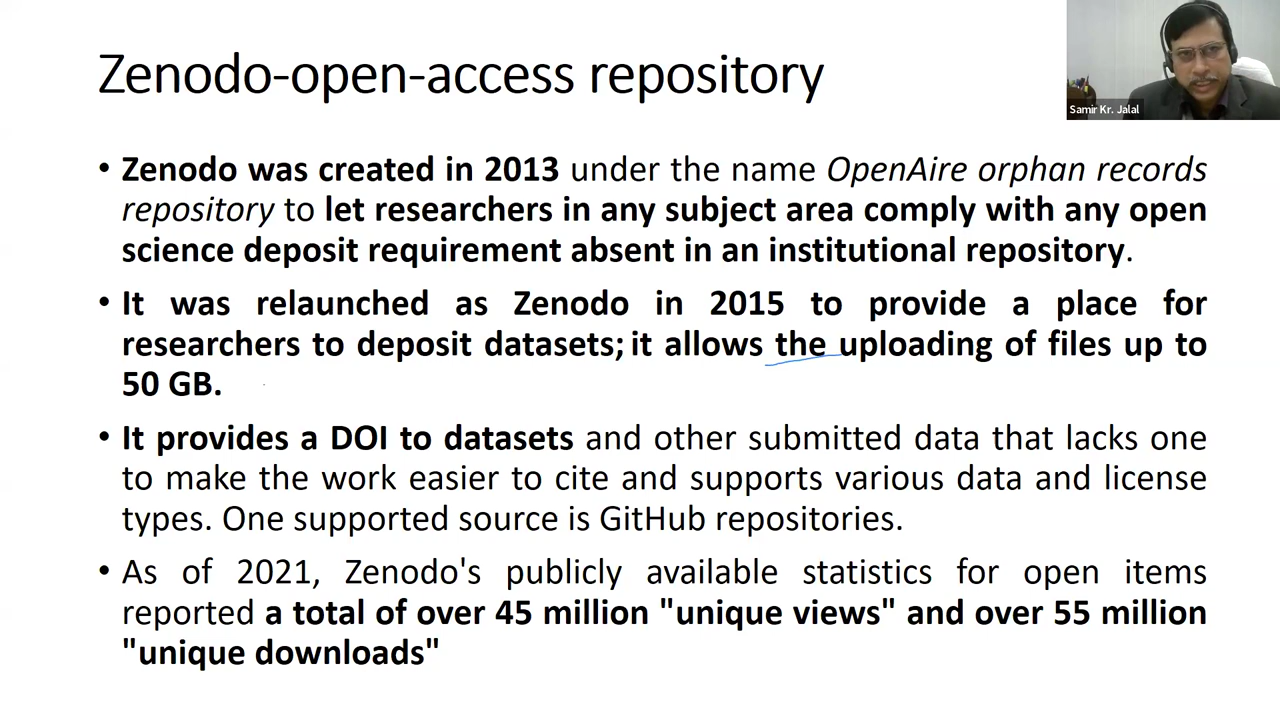 Zenodo-open-access repository
Samir Kr. Jalal
• Zenodo was created in 2013 under the name OpenAire orphan records
repository to let researchers in any subject area comply with any open
science deposit requirement absent in an institutional repository.
• It was relaunched as Zenodo in 2015 to provide a place for
researchers to deposit datasets; it allows the uploading of files up to
50 GB.
• It provides a DOI to datasets and other submitted data that lacks one
to make the work easier to cite and supports various data and license
types. One supported source is GitHub repositories.
• As of 2021, Zenodo's publicly available statistics for open items
reported a total of over 45 million "unique views" and over 55 million
"unique downloads"